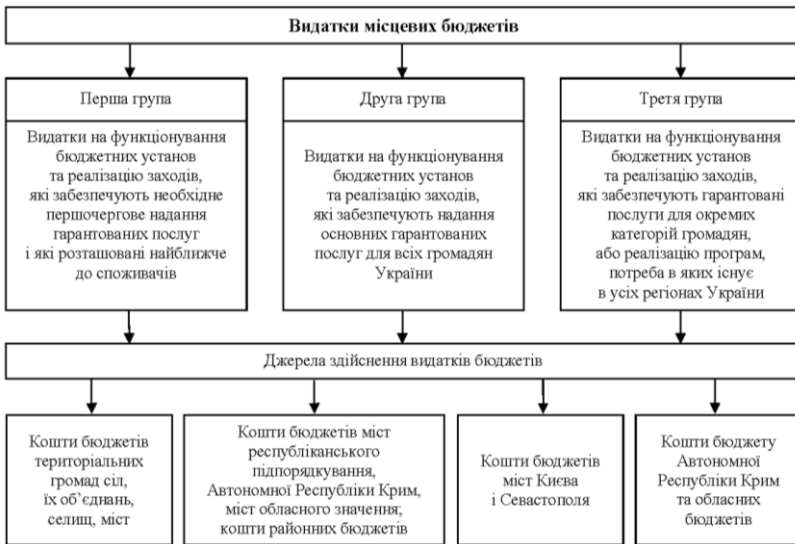 Видатки місцевих бюджетів
Перша група
Видатки на функціонування
бюджетних установ
та реалізацію заходів,
які забезпечують необхідне
першочергове надання
гарантованих послуг
і які розташовані найближче
до споживачів
Друга група
Видатки на функціонування
бюджетних установ
та реалізацію заходів,
які забезпечують надання
основних гарантованих
послуг для всіх громадян
України
Третя група
Видатки на функціонування
бюджетних установ
та реалізацію заходів,
які забезпечують гарантовані
послуги для окремих
категорій громадян,
або реалізацію програм,
потреба в яких існує
в усіх регіонах України
Джерела здійснення видатків бюджетів
Кошти бюджетів
територіальних
громад сіл,
їх об’єднань,
селищ, міст
Кошти бюджетів міст
республіканського
підпорядкування,
Автономної Республіки Крим,
міст обласного значення;
кошти районних бюджетів
Кошти бюджетів
міст Києва
і Севастополя
Кошти бюджету
Автономної
Республіки Крим
та обласних
бюджетів